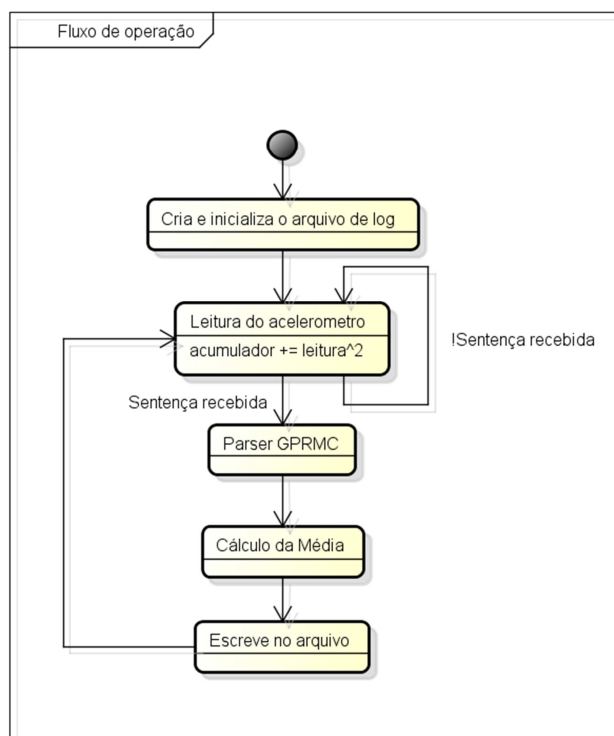 Fluxo de operação
Cria e inicializa o arquivo de log
Leitura do acelerometro
acumulador += leitura^2
!Sentença recebida
Sentença recebida
Parser GPRMC
Cálculo da Média
Escreve no arquivo